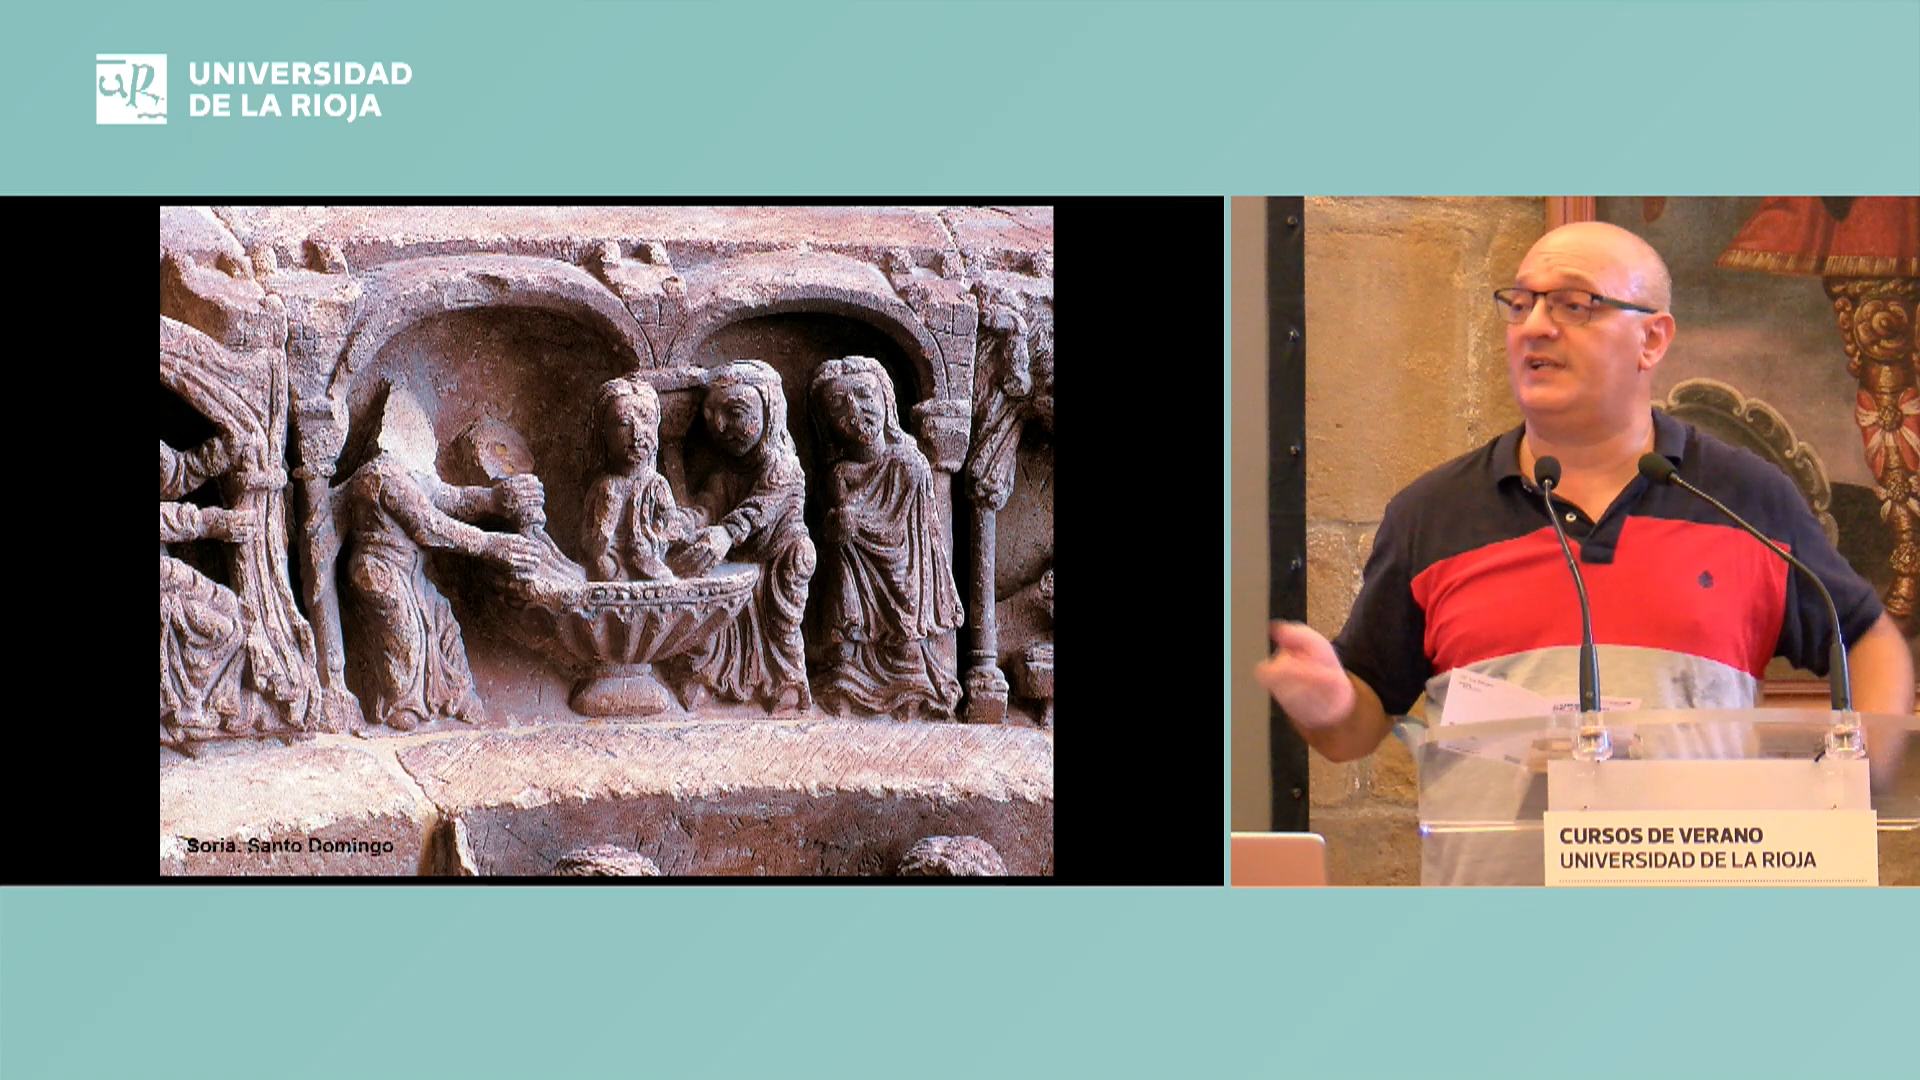 UNIVERSIDAD
DE LA RIOJA
Soria. Santo Domingo
CURSOS DE VERANO
UNIVERSIDAD DE LA RIOJA